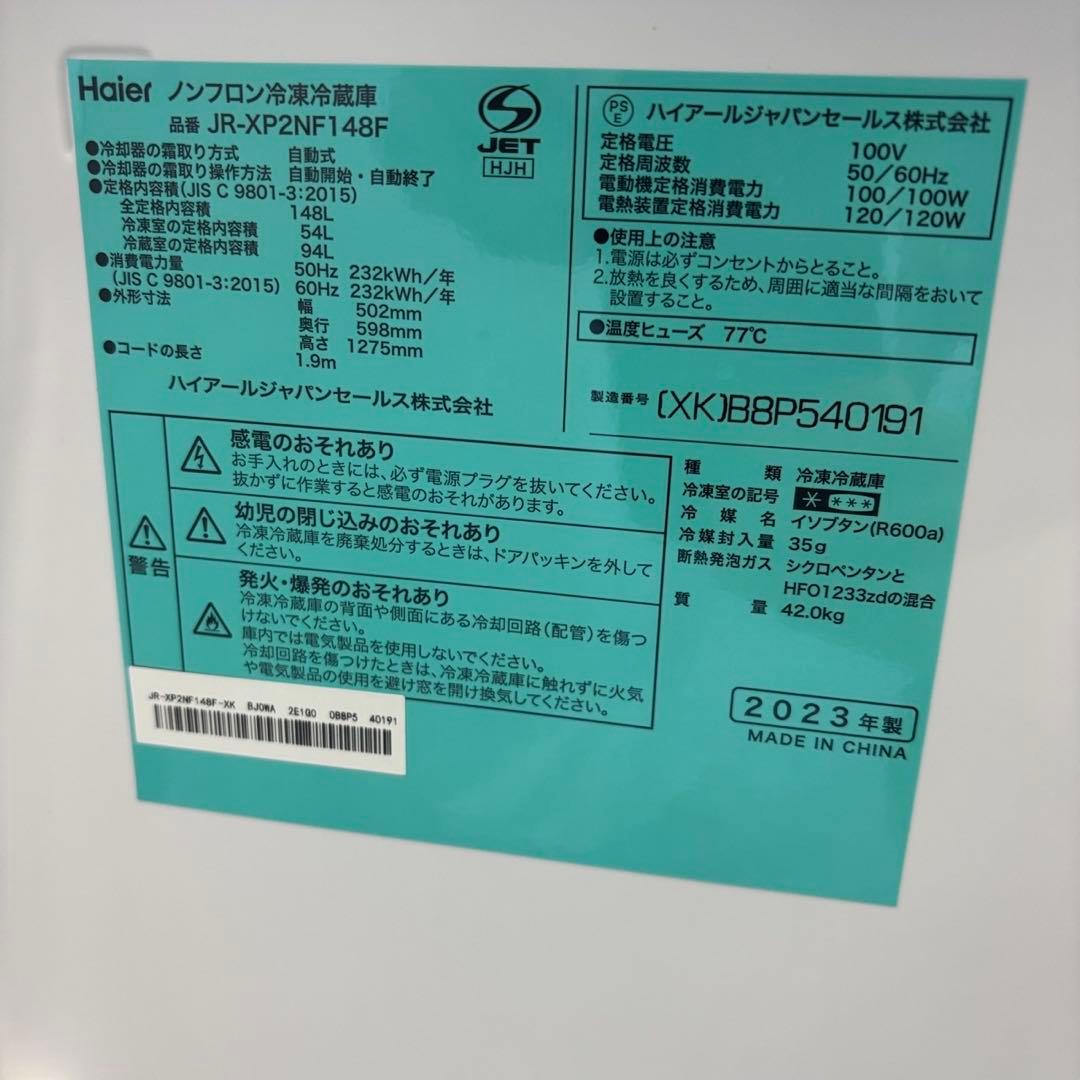 Haier ノンフロン冷凍冷蔵庫
品番 JR-XP2NF148F
●冷却器の霜取り方式 自動式
●冷却器の霜取り操作方法 自動開始・自動終了
●定格内容積(JIS C 9801-3:2015)
全定格内容積 148L
冷凍室の定格内容積 54L
冷蔵室の定格内容積 94L
●消費電力量 50Hz 232kWh/年
(JIS C 9801-3:2015) 60Hz 232kWh/年
●外形寸法 幅 502mm
奥行 598mm
高さ 1275mm
●コードの長さ 1.9m
ハイアールジャパンセールス株式会社
S
JET
HJH
PS
E
ハイアールジャパンセールス株式会社
定格電圧 100V
定格周波数 50/60Hz
電動機定格消費電力 100/100W
電熱装置定格消費電力 120/120W
●使用上の注意
1.電源は必ずコンセントからとること。
2.放熱を良くするため、周囲に適当な間隔をおいて
設置すること。
●温度ヒューズ 77℃
製造番号 (XK)B8P540191
警告
感電のおそれあり
お手入れのときには、必ず電源プラグを抜いてください。
抜かずに作業すると感電のおそれがあります。
幼児の閉じ込みのおそれあり
冷凍冷蔵庫を廃棄処分するときは、ドアパッキンを外して
ください。
発火・爆発のおそれあり
冷凍冷蔵庫の背面や側面にある冷却回路(配管)を傷つ
けないでください。
庫内では電気製品を使用しないでください。
冷却回路を傷つけたときは、冷凍冷蔵庫に触れずに火気
や電気製品の使用を避け窓を開け換気してください。
種類 冷凍冷蔵庫
冷凍室の記号 * ***
冷媒名 イソブタン(R600a)
冷媒封入量 35g
断熱発泡ガス シクロペンタンと
HFO1233zdの混合
質量 42.0kg
JR-XP2NF148F-XK BJ0WA 2E1G0 0B8P5 40191
2023年製
MADE IN CHINA